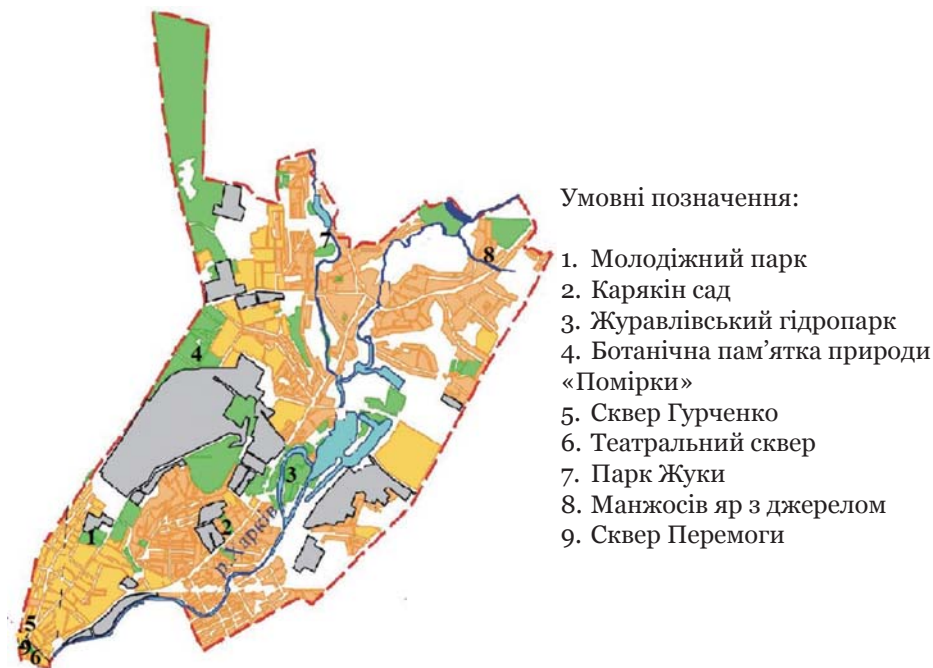 7
8
4
3
2
р. Харків
1
5
9
6
Умовні позначення:
1. Молодіжний парк
2. Карякін сад
3. Журавлівський гідропарк
4. Ботанічна пам’ятка природи
«Помірки»
5. Сквер Гурченко
6. Театральний сквер
7. Парк Жуки
8. Манжосів яр з джерелом
9. Сквер Перемоги